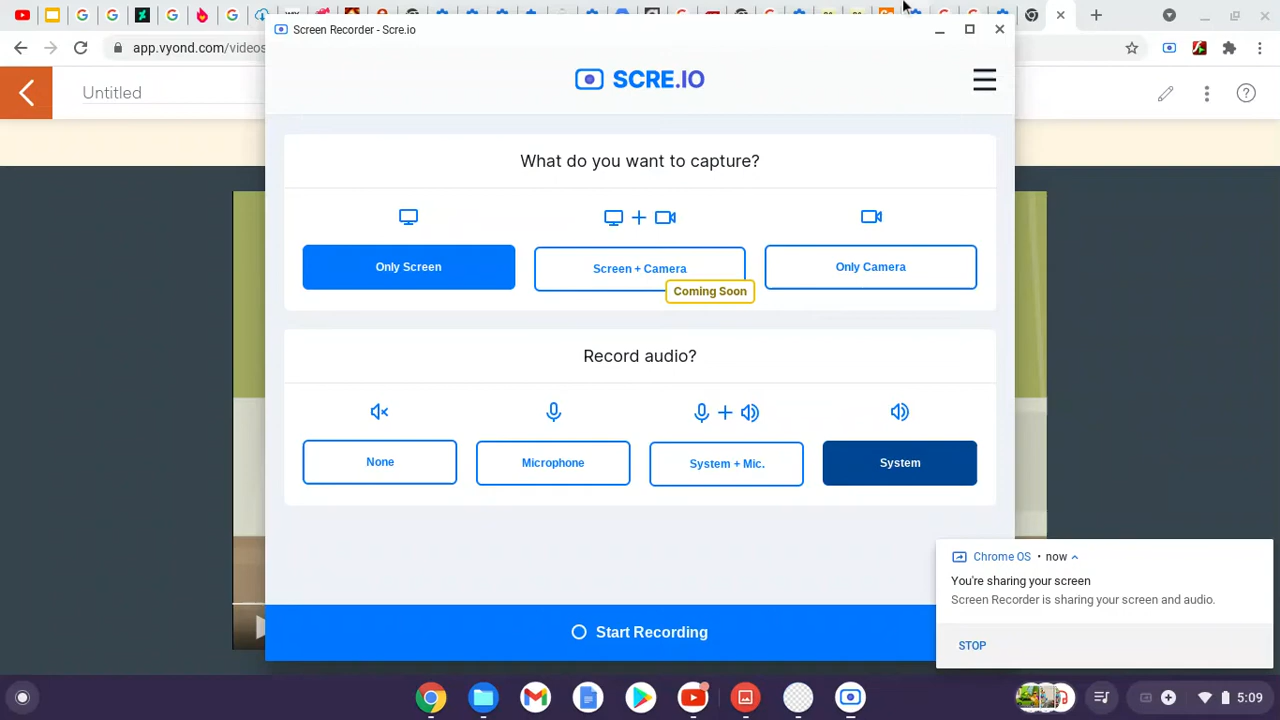 Screen Recorder - Scre.io
app.vyond.com/videos
Untitled
SCRE.IO
What do you want to capture?
Only Screen
Screen + Camera
Only Camera
Coming Soon
Record audio?
None
Microphone
System + Mic.
System
Start Recording
Chrome OS • now
You're sharing your screen
Screen Recorder is sharing your screen and audio.
STOP
5:09